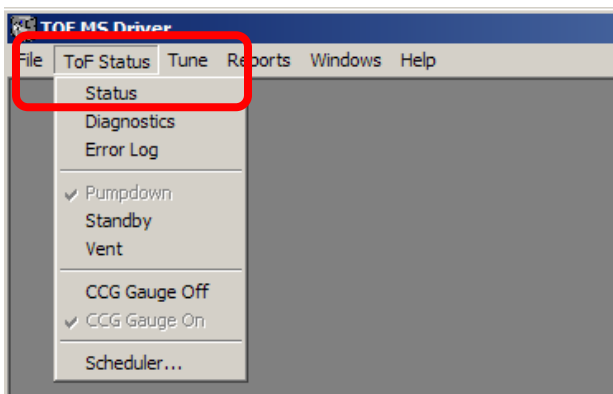 TOF MS Driver
File ToF Status Tune Reports Windows Help
Status
Diagnostics
Error Log
Pumpdown
Standby
Vent
CCG Gauge Off
CCG Gauge On
Scheduler...